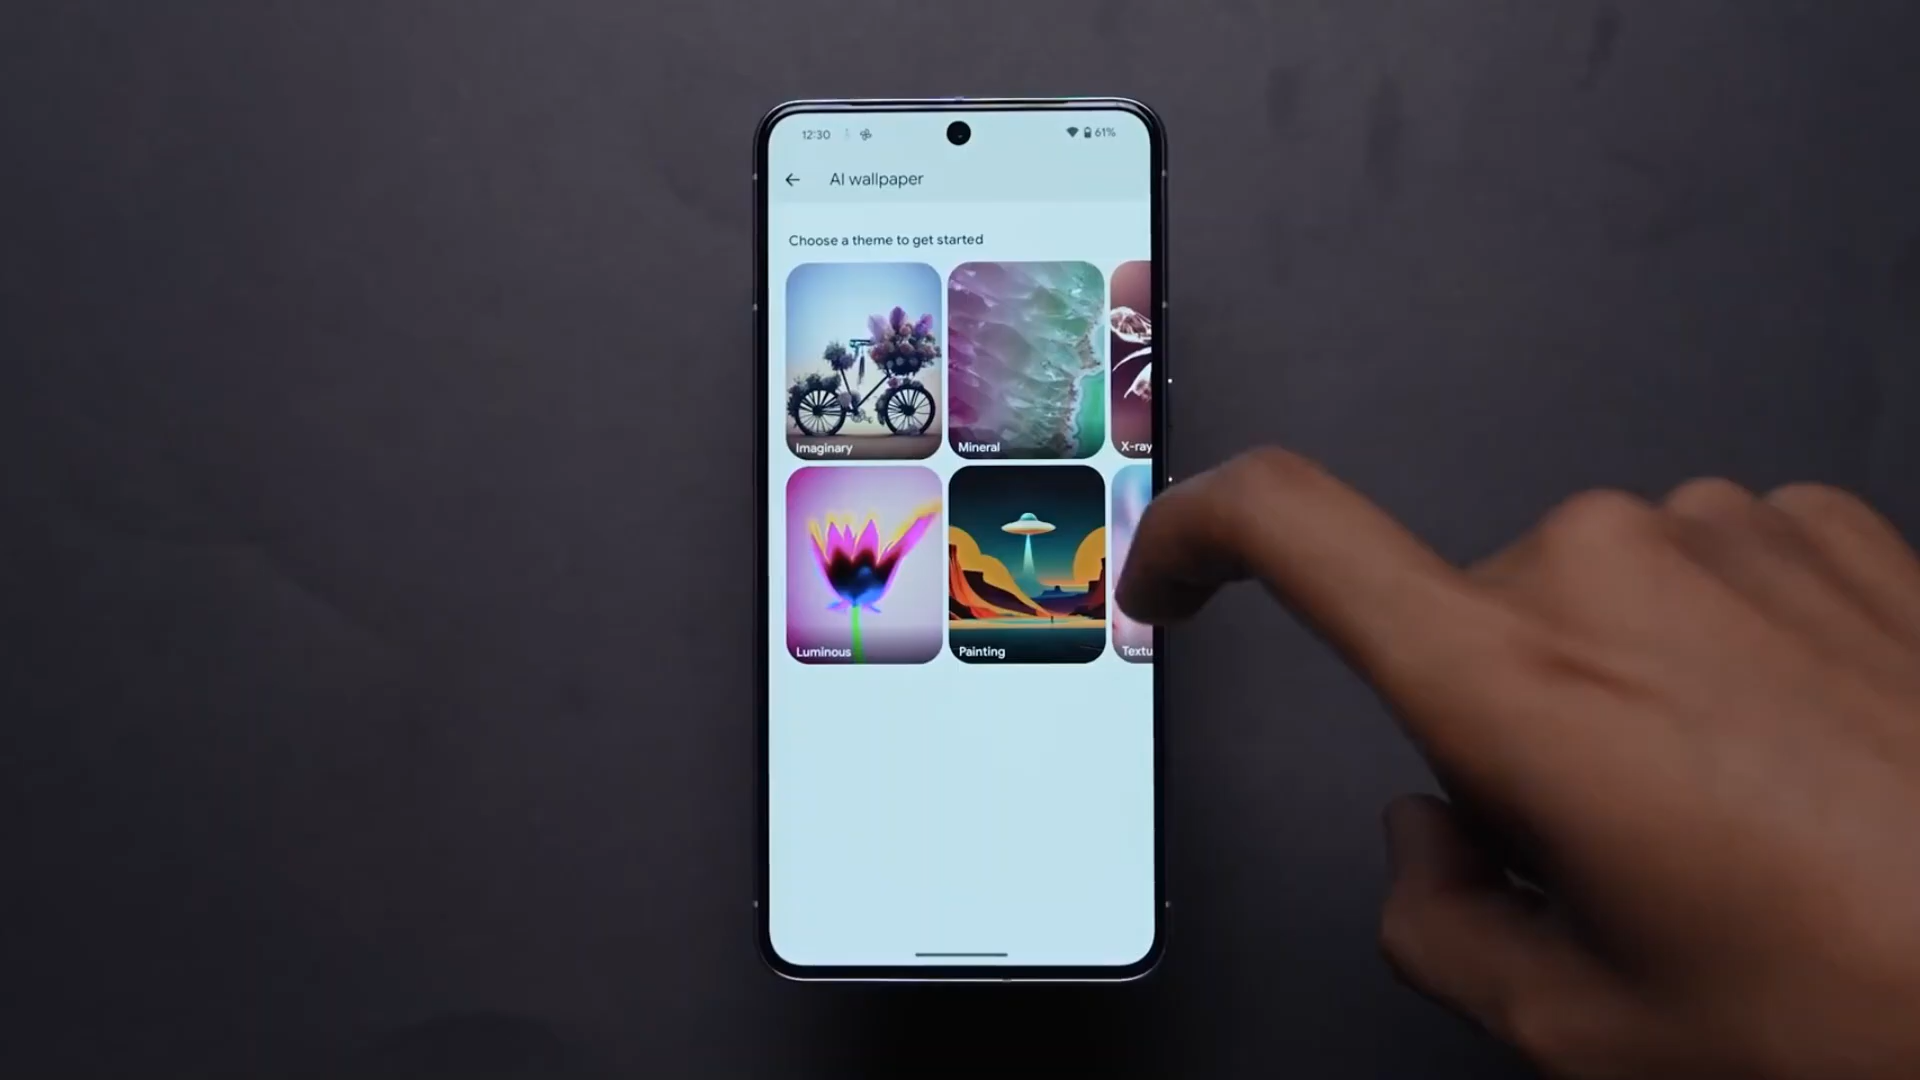 12:30
61%
AI wallpaper
Choose a theme to get started
Imaginary
Mineral
X-ray
Luminous
Painting
Textu